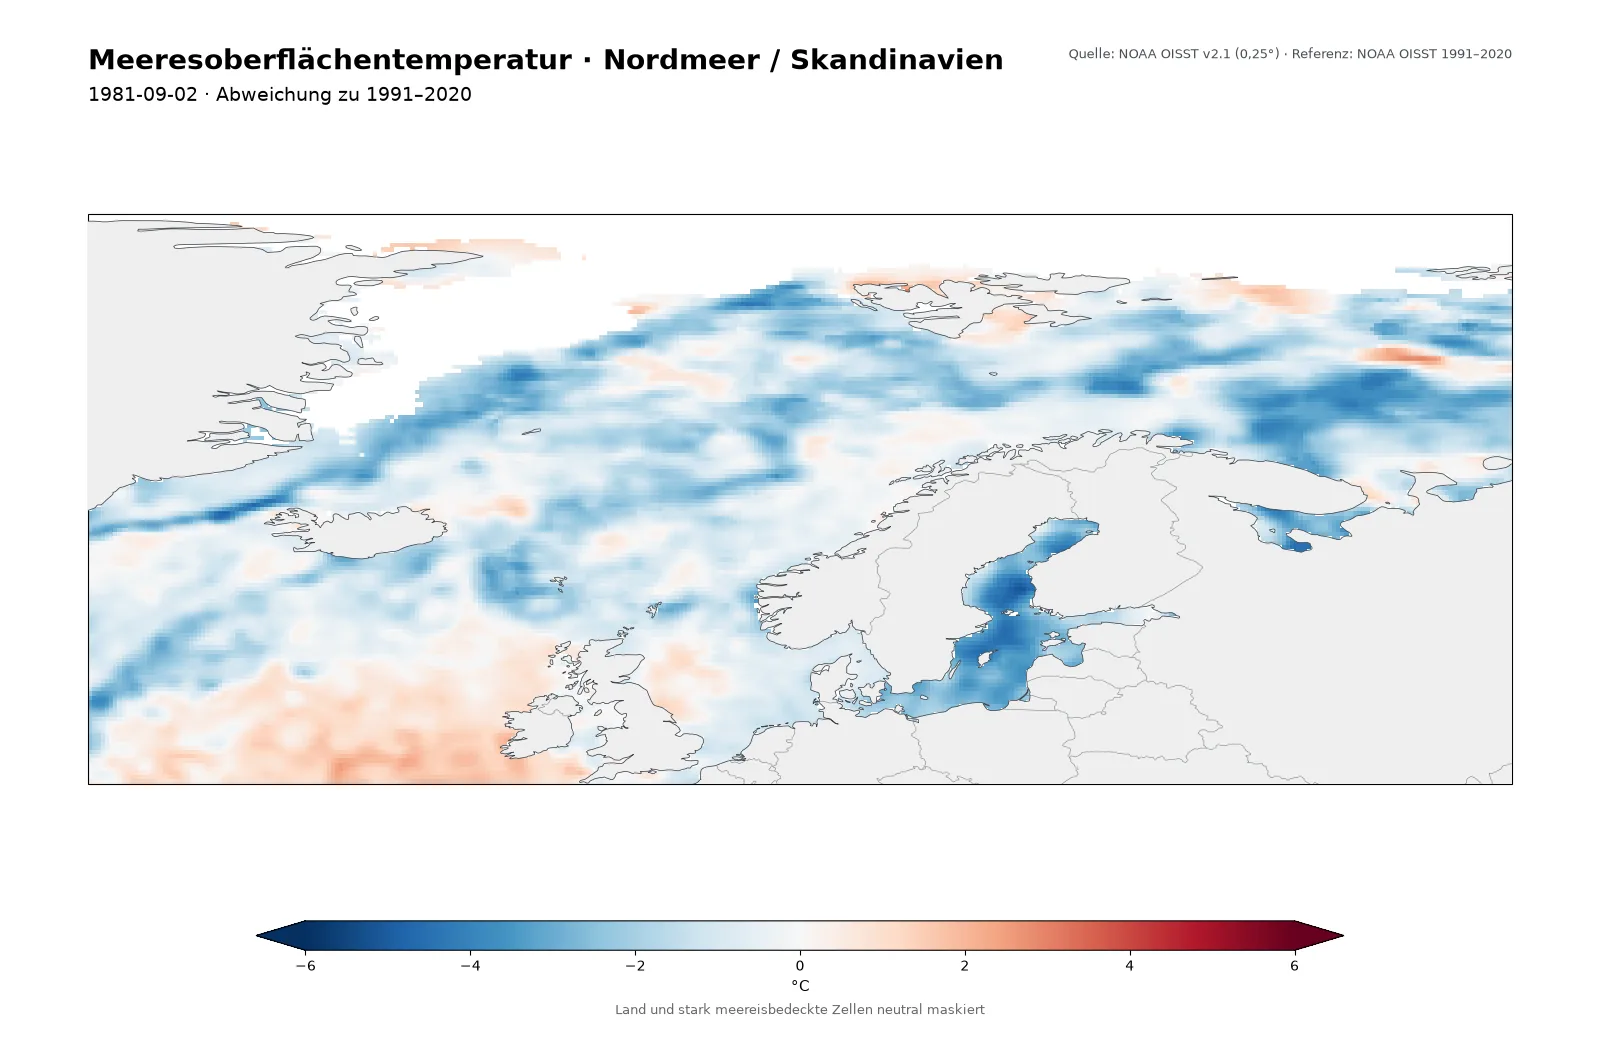 Meeresoberflächentemperatur · Nordmeer / Skandinavien
Quelle: NOAA OISST v2.1 (0,25°) · Referenz: NOAA OISST 1991–2020
1981-09-02 · Abweichung zu 1991–2020
−6 −4 −2 0 2 4 6
°C
Land und stark meereisbedeckte Zellen neutral maskiert